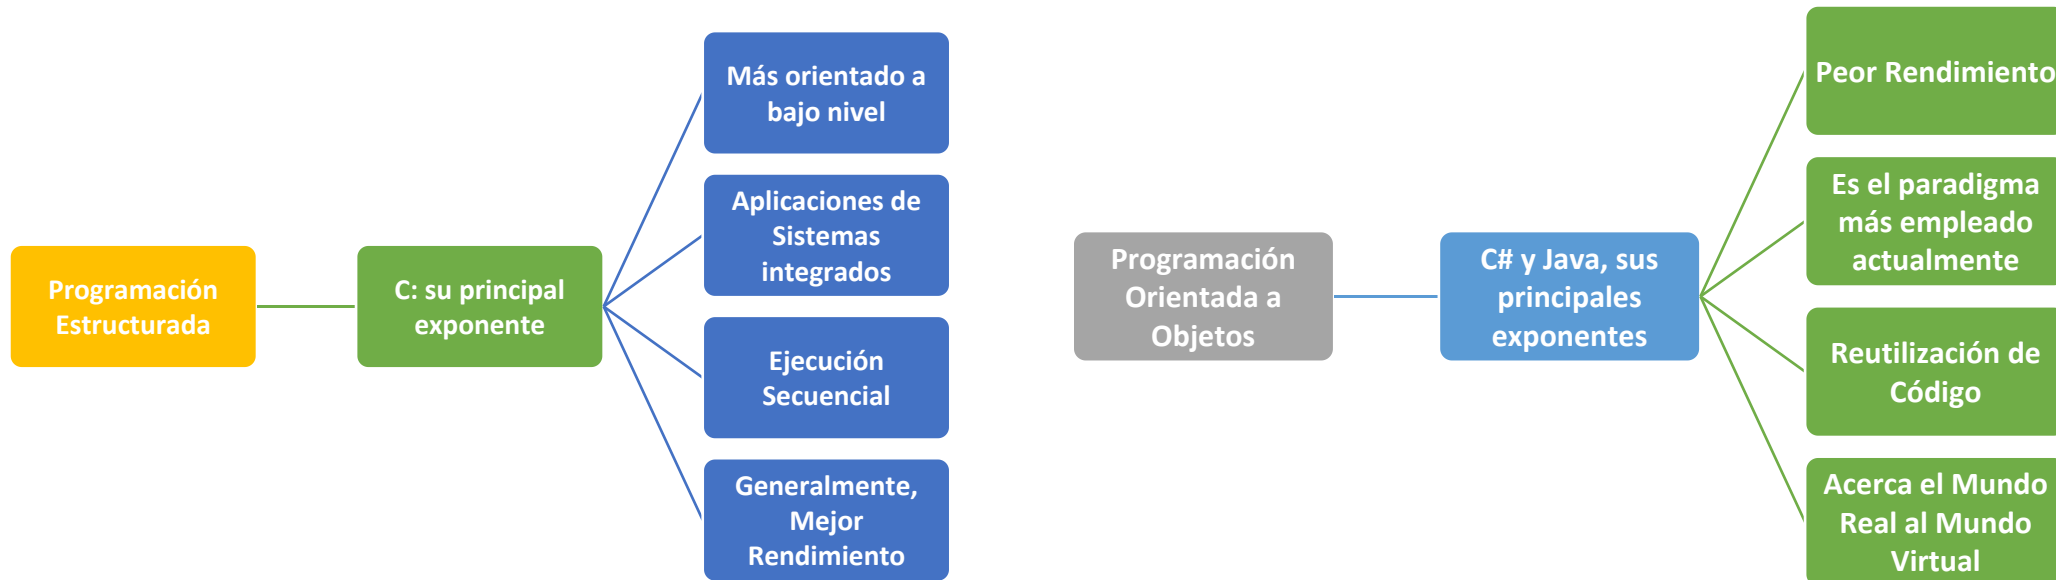 Programación
Estructurada
C: su principal
exponente
Más orientado a
bajo nivel
Aplicaciones de
Sistemas
integrados
Ejecución
Secuencial
Generalmente,
Mejor
Rendimiento
Programación
Orientada a
Objetos
C# y Java, sus
principales
exponentes
Peor Rendimiento
Es el paradigma
más empleado
actualmente
Reutilización de
Código
Acerca el Mundo
Real al Mundo
Virtual